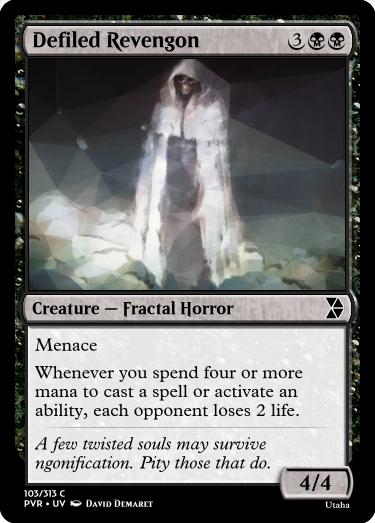 Defiled Revengon 3
Creature — Fractal Horror
Menace
Whenever you spend four or more
mana to cast a spell or activate an
ability, each opponent loses 2 life.
A few twisted souls may survive
ngonification. Pity those that do.
4/4
103/313 C
PVR • UV DAVID DEMARET
Utaha